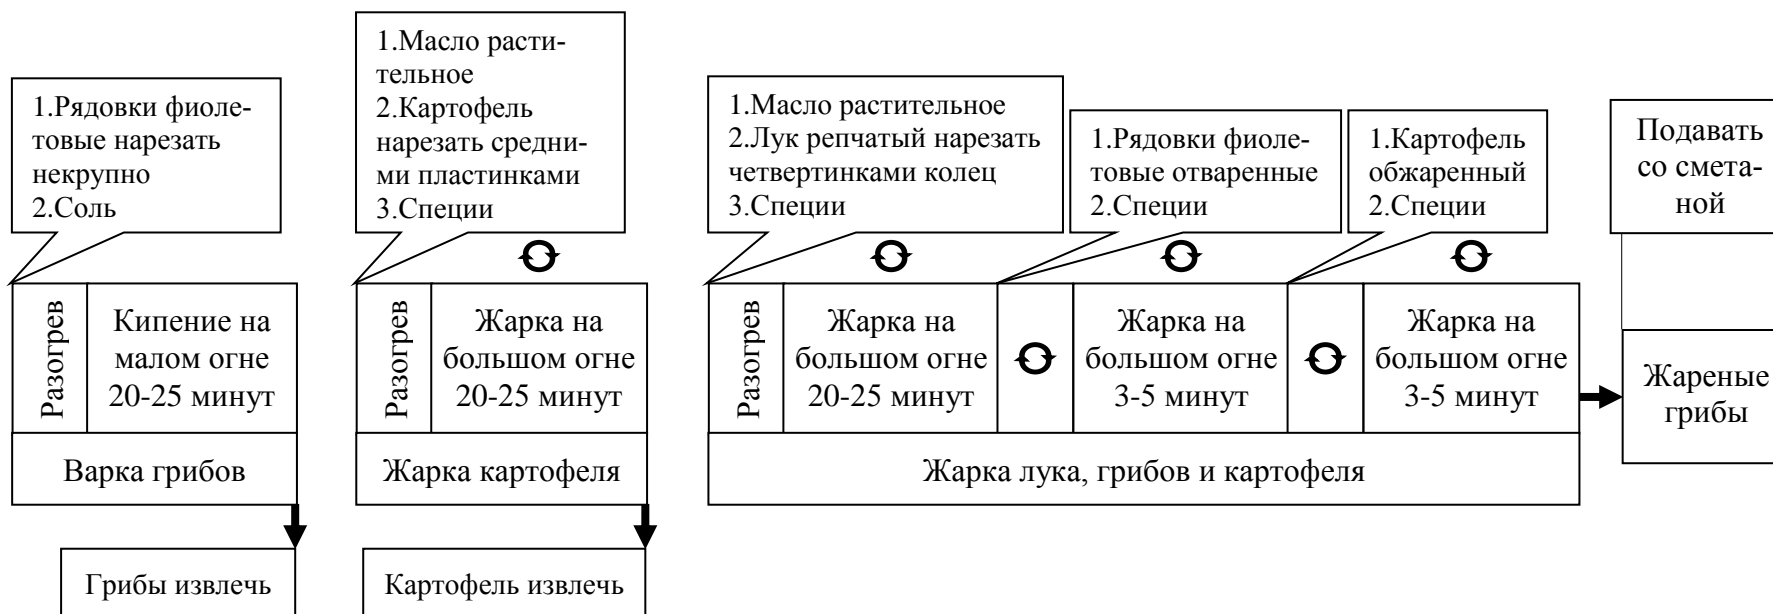 1.Рядовки фиоле-
товые нарезать
некрупно
2.Соль
Разогрев
Кипение на
малом огне
20-25 минут
Варка грибов
Грибы извлечь
1.Масло расти-
тельное
2.Картофель
нарезать средни-
ми пластинками
3.Специи
Разогрев
Жарка на
большом огне
20-25 минут
Жарка картофеля
Картофель извлечь
1.Масло растительное
2.Лук репчатый нарезать
четвертинками колец
3.Специи
Разогрев
Жарка на
большом огне
20-25 минут
1.Рядовки фиоле-
товые отваренные
2.Специи
Жарка на
большом огне
3-5 минут
1.Картофель
обжаренный
2.Специи
Жарка на
большом огне
3-5 минут
Жарка лука, грибов и картофеля
Подавать
со смета-
ной
Жареные
грибы